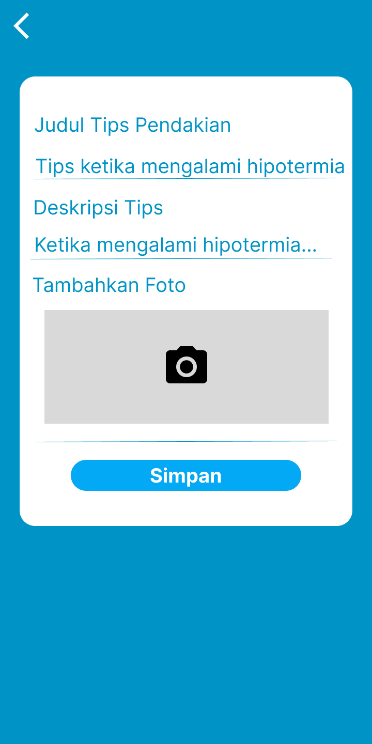 Judul Tips Pendakian
Tips ketika mengalami hipotermia
Deskripsi Tips
Ketika mengalami hipotermia...
Tambahkan Foto
Simpan